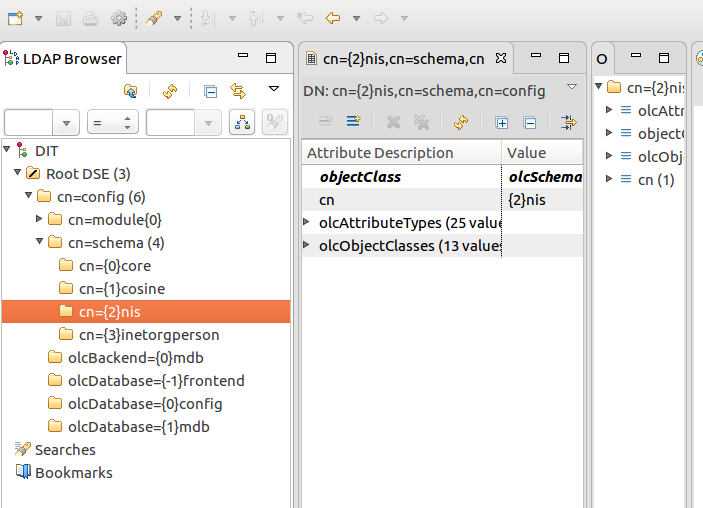 LDAP Browser
=
DIT
Root DSE (3)
cn=config (6)
cn=module{0}
cn=schema (4)
cn={0}core
cn={1}cosine
cn={2}nis
cn={3}inetorgperson
olcBackend={0}mdb
olcDatabase={-1}frontend
olcDatabase={0}config
olcDatabase={1}mdb
Searches
Bookmarks
cn={2}nis,cn=schema,cn
DN: cn={2}nis,cn=schema,cn=config
Attribute Description Value
objectClass olcSchema
cn {2}nis
olcAttributeTypes (25 value
olcObjectClasses (13 values
O
cn={2}nis
olcAttr
objectC
olcObj
cn (1)